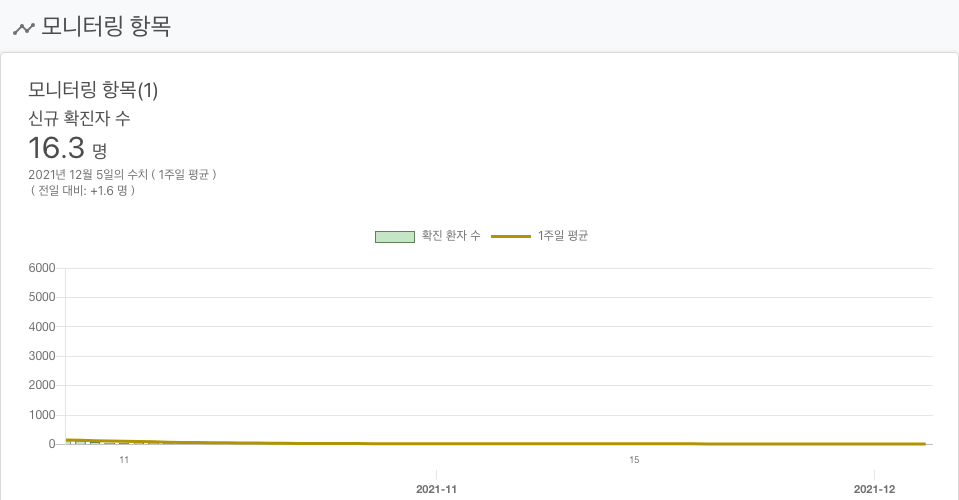 모니터링 항목
모니터링 항목(1)
신규 확진자 수
16.3 명
2021년 12월 5일의 수치 ( 1주일 평균 )
( 전일 대비: +1.6 명 )
확진 환자 수 1주일 평균
6000
5000
4000
3000
2000
1000
0
11 15
2021-11 2021-12